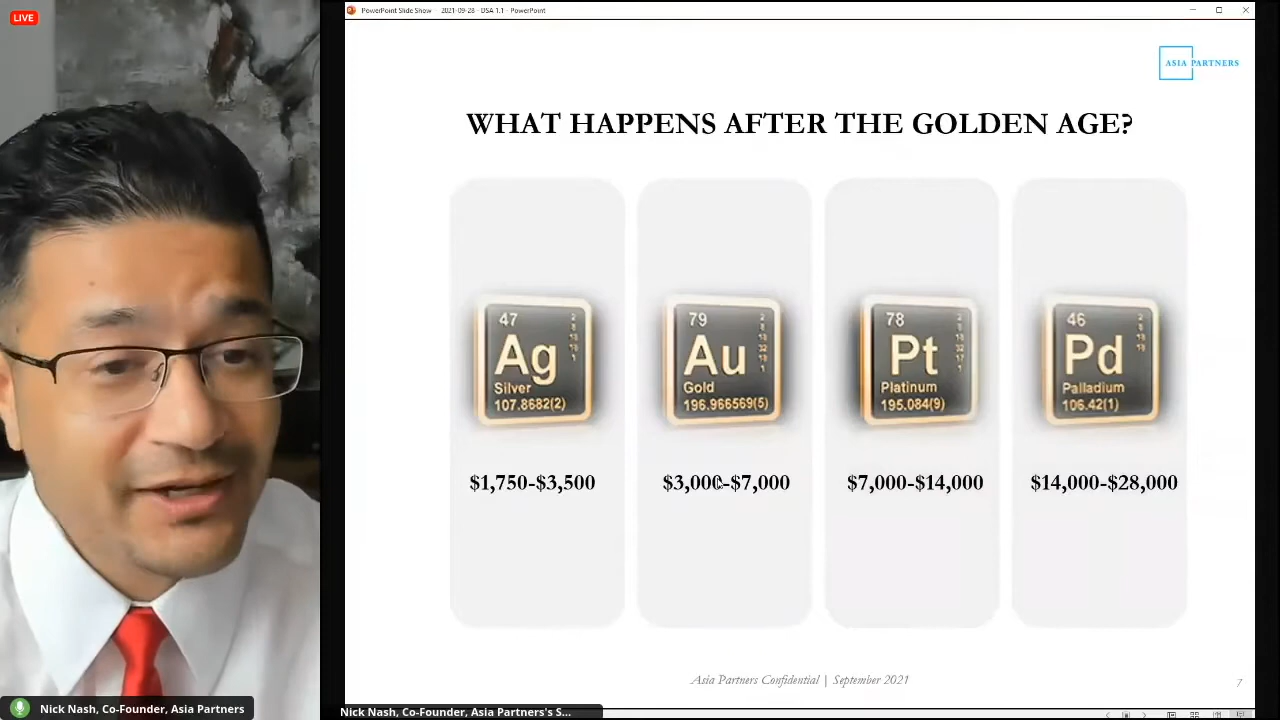 LIVE
PowerPoint Slide Show - 2021-09-28 - DSA 1.1 - PowerPoint
ASIA PARTNERS
WHAT HAPPENS AFTER THE GOLDEN AGE?
47
Ag
Silver
107.8682(2)
79
Au
Gold
196.966569(5)
78
Pt
Platinum
195.084(9)
46
Pd
Palladium
106.42(1)
$1,750-$3,500
$3,000-$7,000
$7,000-$14,000
$14,000-$28,000
Asia Partners Confidential | September 2021
7
Nick Nash, Co-Founder, Asia Partners
Nick Nash, Co-Founder, Asia Partners's S...